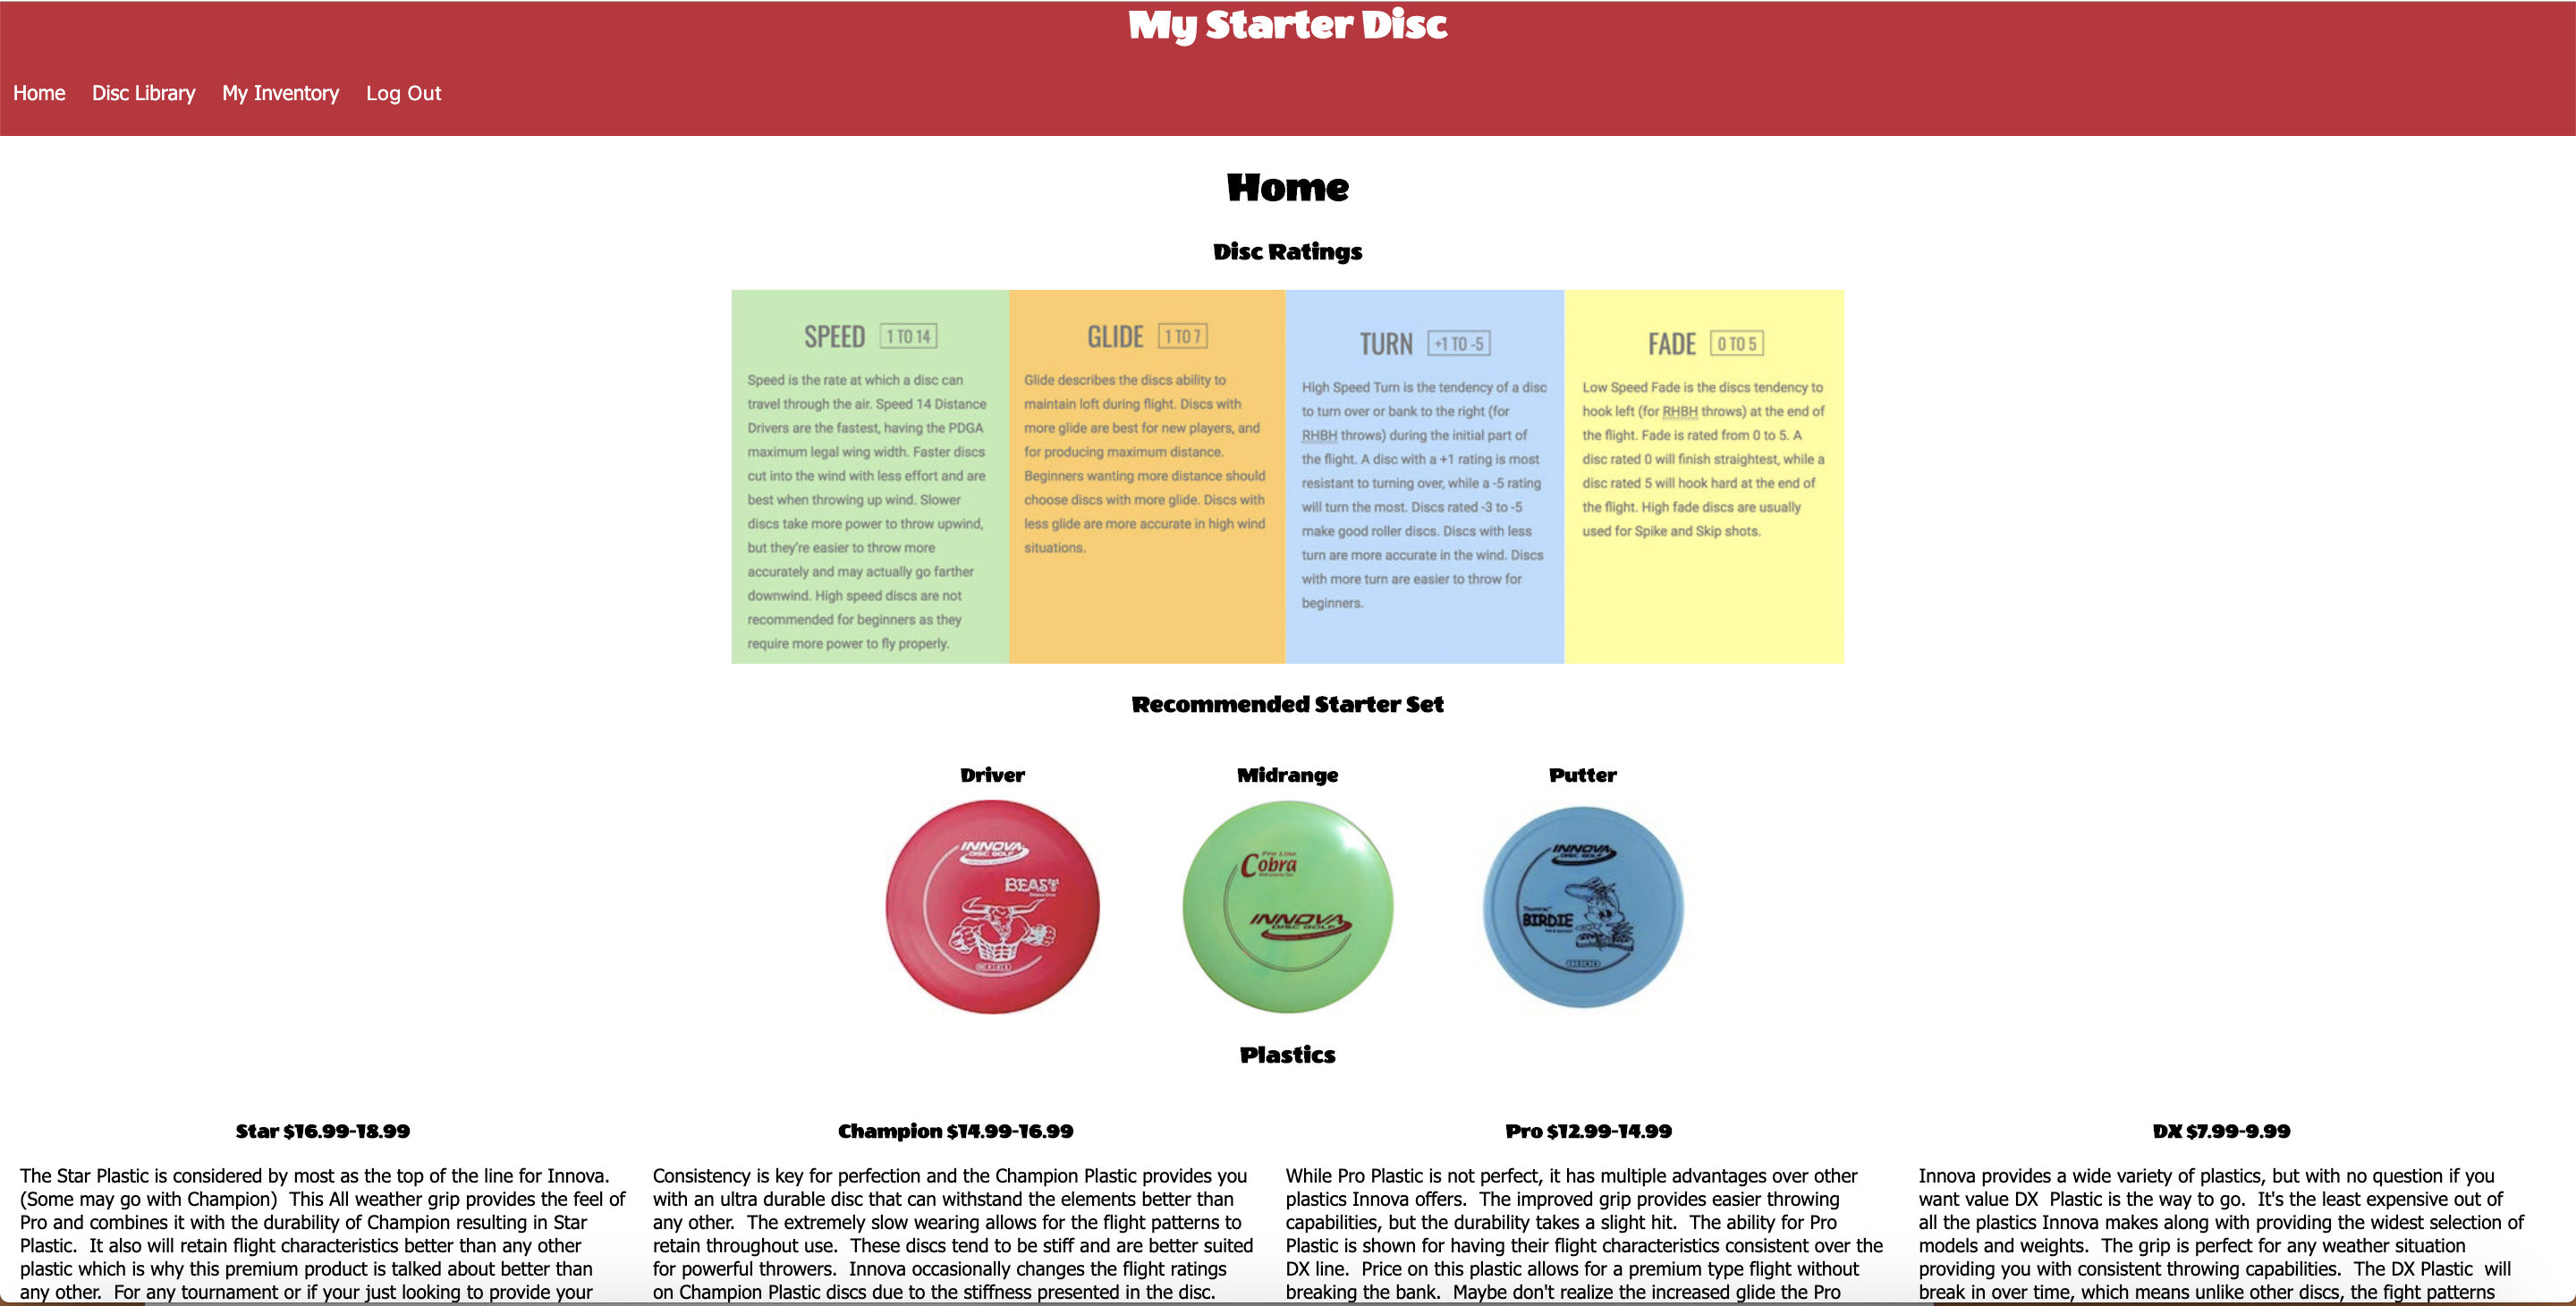 My Starter Disc
Home Disc Library My Inventory Log Out
Home
Disc Ratings
SPEED 1 TO 14
Speed is the rate at which a disc can
travel through the air. Speed 14 Distance
Drivers are the fastest, having the PDGA
maximum legal wing width. Faster discs
cut into the wind with less effort and are
best when throwing up wind. Slower
discs take more power to throw upwind,
but they're easier to throw more
accurately and may actually go farther
downwind. High speed discs are not
recommended for beginners as they
require more power to fly properly.
GLIDE 1 TO 7
Glide describes the discs ability to
maintain loft during flight. Discs with
more glide are best for new players, and
for producing maximum distance.
Beginners wanting more distance should
choose discs with more glide. Discs with
less glide are more accurate in high wind
situations.
TURN +1 TO -5
High Speed Turn is the tendency of a disc
to turn over or bank to the right (for
RHBH throws) during the initial part of
the flight. A disc with a +1 rating is most
resistant to turning over, while a -5 rating
will turn the most. Discs rated -3 to -5
make good roller discs. Discs with less
turn are more accurate in the wind. Discs
with more turn are easier to throw for
beginners.
FADE 0 TO 5
Low Speed Fade is the discs tendency to
hook left (for RHBH throws) at the end of
the flight. Fade is rated from 0 to 5. A
disc rated 0 will finish straightest, while a
disc rated 5 will hook hard at the end of
the flight. High fade discs are usually
used for Spike and Skip shots.
Recommended Starter Set
Driver
INNOVA
DISC GOLF
BEAST
Midrange
Pro Line
Cobra
INNOVA
DISC GOLF
Putter
INNOVA
DISC GOLF
BIRDIE
Plastics
Star $16.99-18.99
The Star Plastic is considered by most as the top of the line for Innova.
(Some may go with Champion)  This All weather grip provides the feel of
Pro and combines it with the durability of Champion resulting in Star
Plastic.  It also will retain flight characteristics better than any other
plastic which is why this premium product is talked about better than
any other.  For any tournament or if your just looking to provide your
Champion $14.99-16.99
Consistency is key for perfection and the Champion Plastic provides you
with an ultra durable disc that can withstand the elements better than
any other.  The extremely slow wearing allows for the flight patterns to
retain throughout use.  These discs tend to be stiff and are better suited
for powerful throwers.  Innova occasionally changes the flight ratings
on Champion Plastic discs due to the stiffness presented in the disc.
Pro $12.99-14.99
While Pro Plastic is not perfect, it has multiple advantages over other
plastics Innova offers.  The improved grip provides easier throwing
capabilities, but the durability takes a slight hit.  The ability for Pro
Plastic is shown for having their flight characteristics consistent over the
DX line.  Price on this plastic allows for a premium type flight without
breaking the bank.  Maybe don't realize the increased glide the Pro
DX $7.99-9.99
Innova provides a wide variety of plastics, but with no question if you
want value DX  Plastic is the way to go.  It's the least expensive out of
all the plastics Innova makes along with providing the widest selection of
models and weights.  The grip is perfect for any weather situation
providing you with consistent throwing capabilities.  The DX Plastic  will
break in over time, which means unlike other discs, the fight patterns